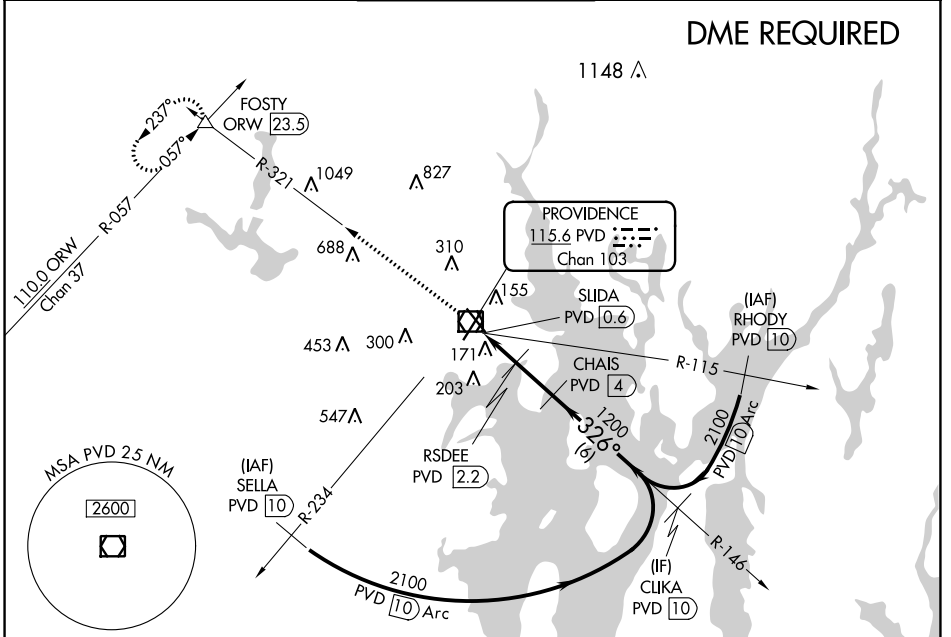 DME REQUIRED
1148
FOSTY
ORW 23.5
237°
057°
R-057
110.0 ORW
Chan 37
R-321
1049
827
688
310
PROVIDENCE
115.6 PVD
Chan 103
155
SLIDA
PVD 0.6
(IAF)
RHODY
PVD 10
453
300
171
203
R-115
CHAIS
PVD 4
547
1200
326°
(6)
2100
PVD 10 Arc
RSDEE
PVD 2.2
MSA PVD 25 NM
2600
(IAF)
SELLA
PVD 10
R-234
2100
PVD 10 Arc
R-146
(IF)
CLIKA
PVD 10